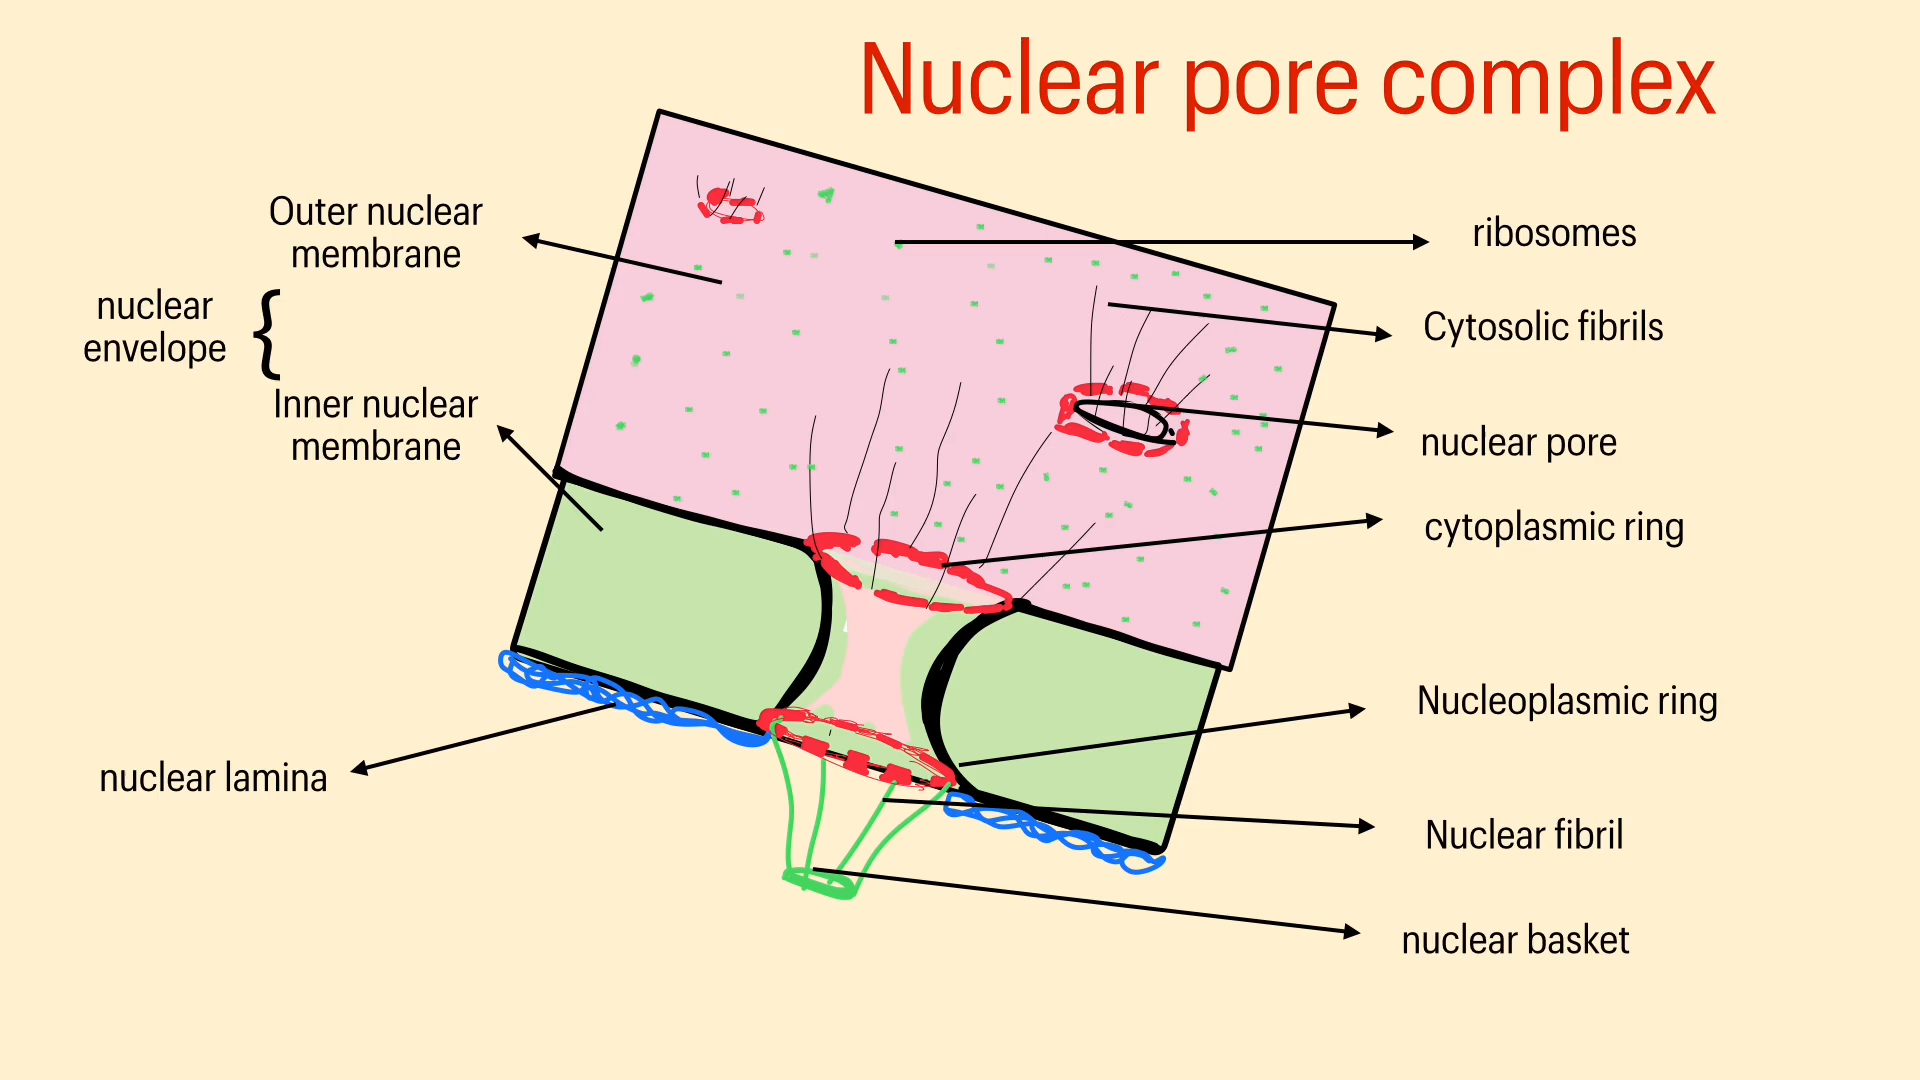 Nuclear pore complex
Outer nuclear
membrane
nuclear
envelope
Inner nuclear
membrane
nuclear lamina
ribosomes
Cytosolic fibrils
nuclear pore
cytoplasmic ring
Nucleoplasmic ring
Nuclear fibril
nuclear basket